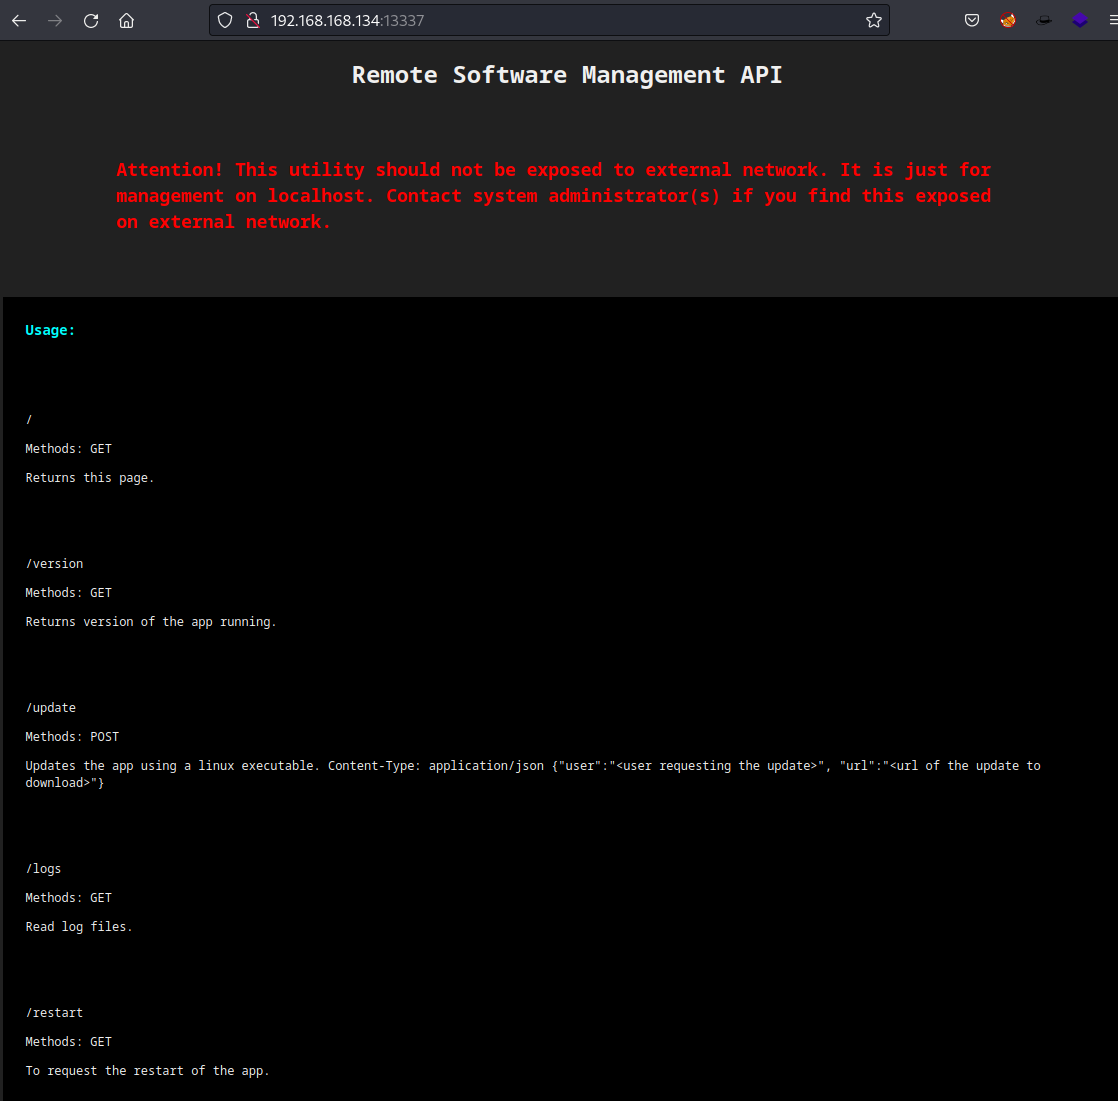 192.168.168.134:13337
Remote Software Management API
Attention! This utility should not be exposed to external network. It is just for
management on localhost. Contact system administrator(s) if you find this exposed
on external network.
Usage:
/
Methods: GET
Returns this page.
/version
Methods: GET
Returns version of the app running.
/update
Methods: POST
Updates the app using a linux executable. Content-Type: application/json {"user":"<user requesting the update>", "url":"<url of the update to
download>"}
/logs
Methods: GET
Read log files.
/restart
Methods: GET
To request the restart of the app.